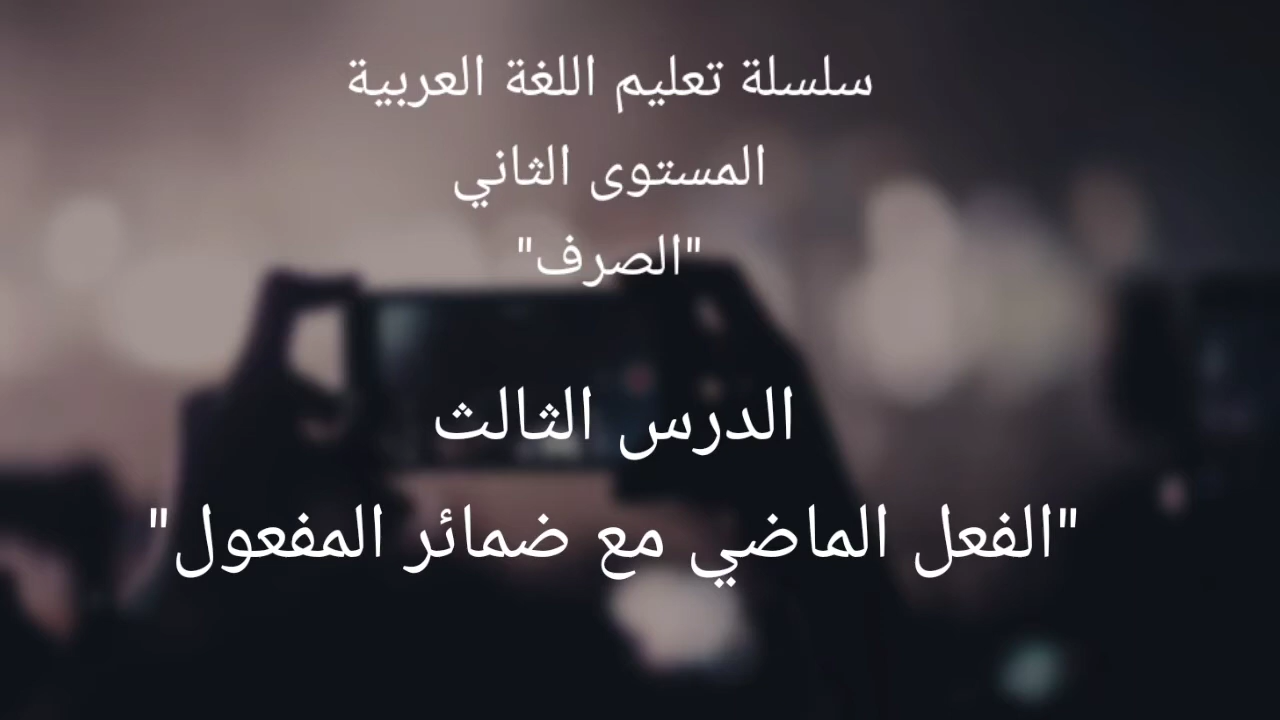 سلسلة تعليم اللغة العربية
المستوى الثاني
"الصرف"
الدرس الثالث
"الفعل الماضي مع ضمائر المفعول"